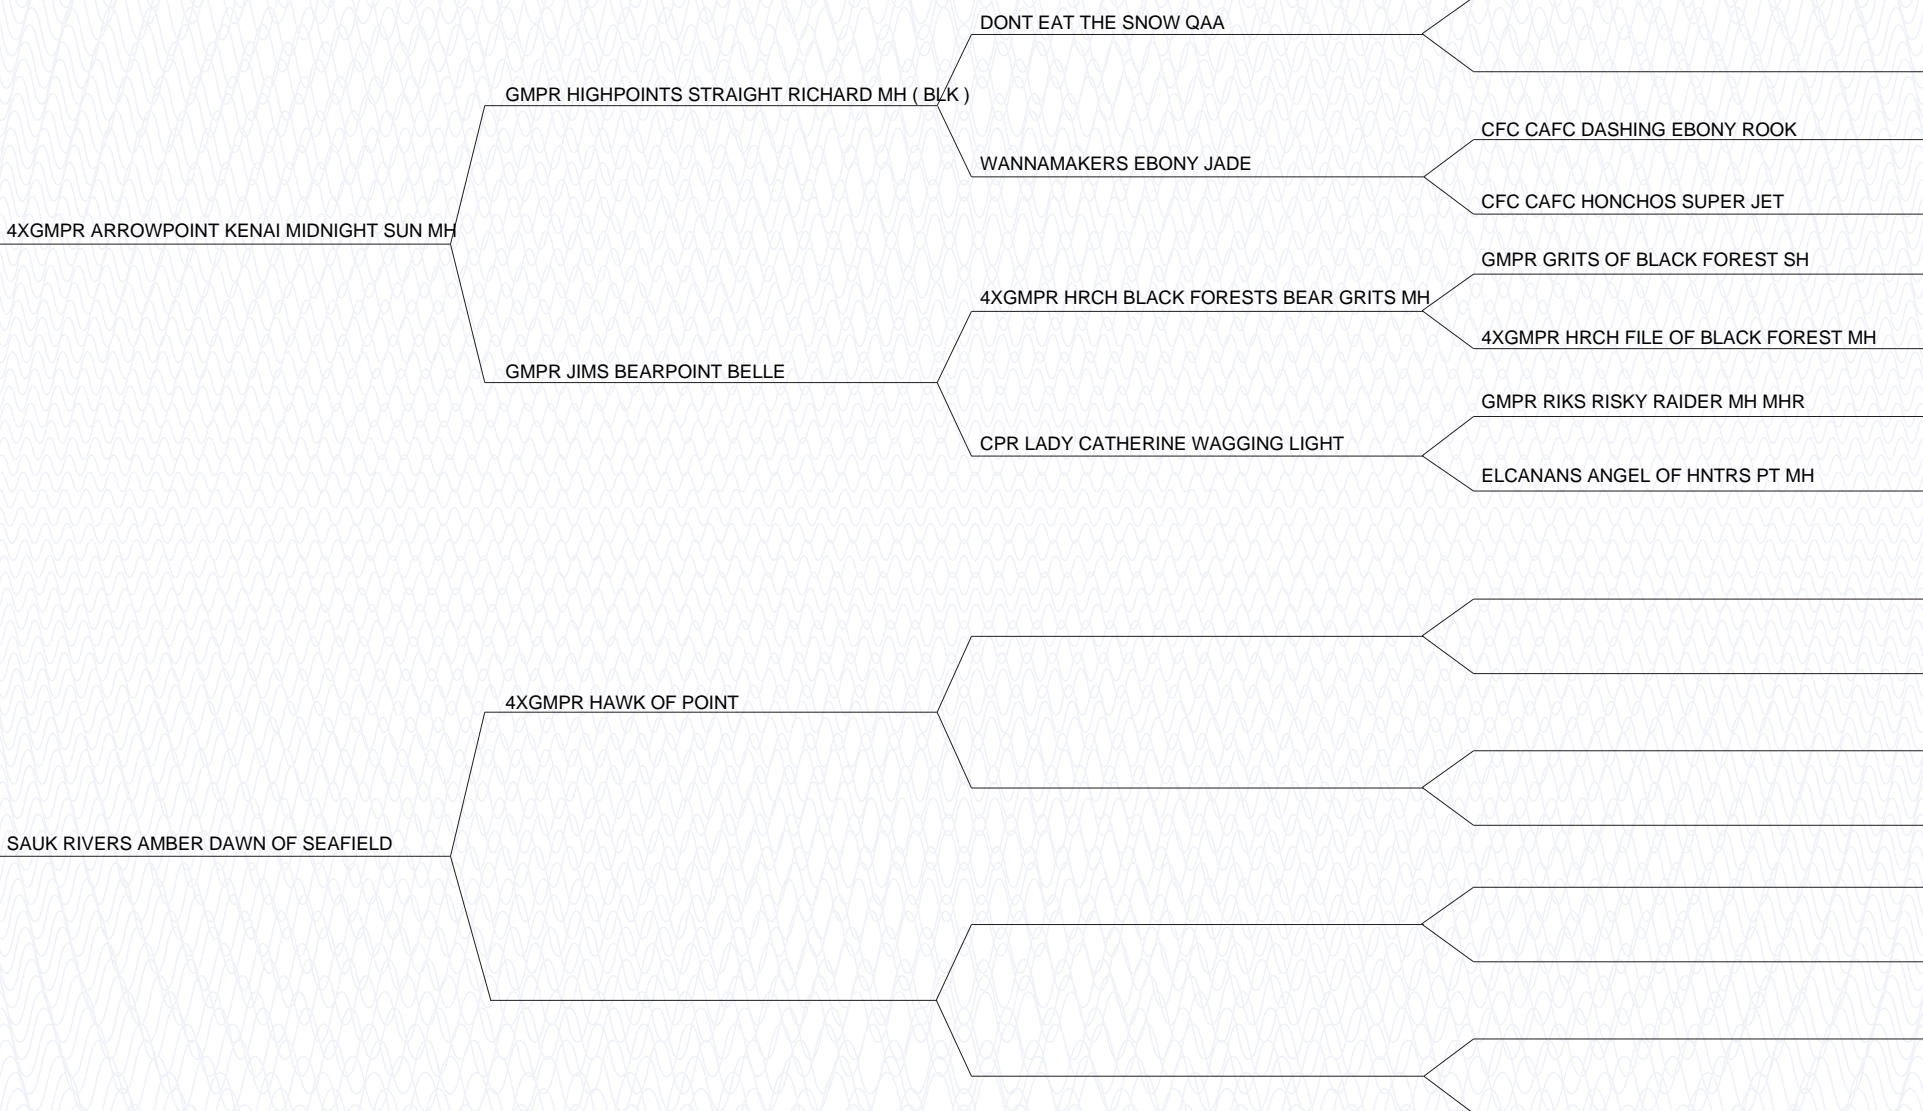 DONT EAT THE SNOW QAA
GMPR HIGHPOINTS STRAIGHT RICHARD MH ( BLK )
CFC CAFC DASHING EBONY ROOK
WANNAMAKERS EBONY JADE
CFC CAFC HONCHOS SUPER JET
4XGMPR ARROWPOINT KENAI MIDNIGHT SUN MH
GMPR GRITS OF BLACK FOREST SH
4XGMPR HRCH BLACK FORESTS BEAR GRITS MH
4XGMPR HRCH FILE OF BLACK FOREST MH
GMPR JIMS BEARPOINT BELLE
GMPR RIKS RISKY RAIDER MH MHR
CPR LADY CATHERINE WAGGING LIGHT
ELCANANS ANGEL OF HNTRS PT MH
4XGMPR HAWK OF POINT
SAUK RIVERS AMBER DAWN OF SEAFIELD